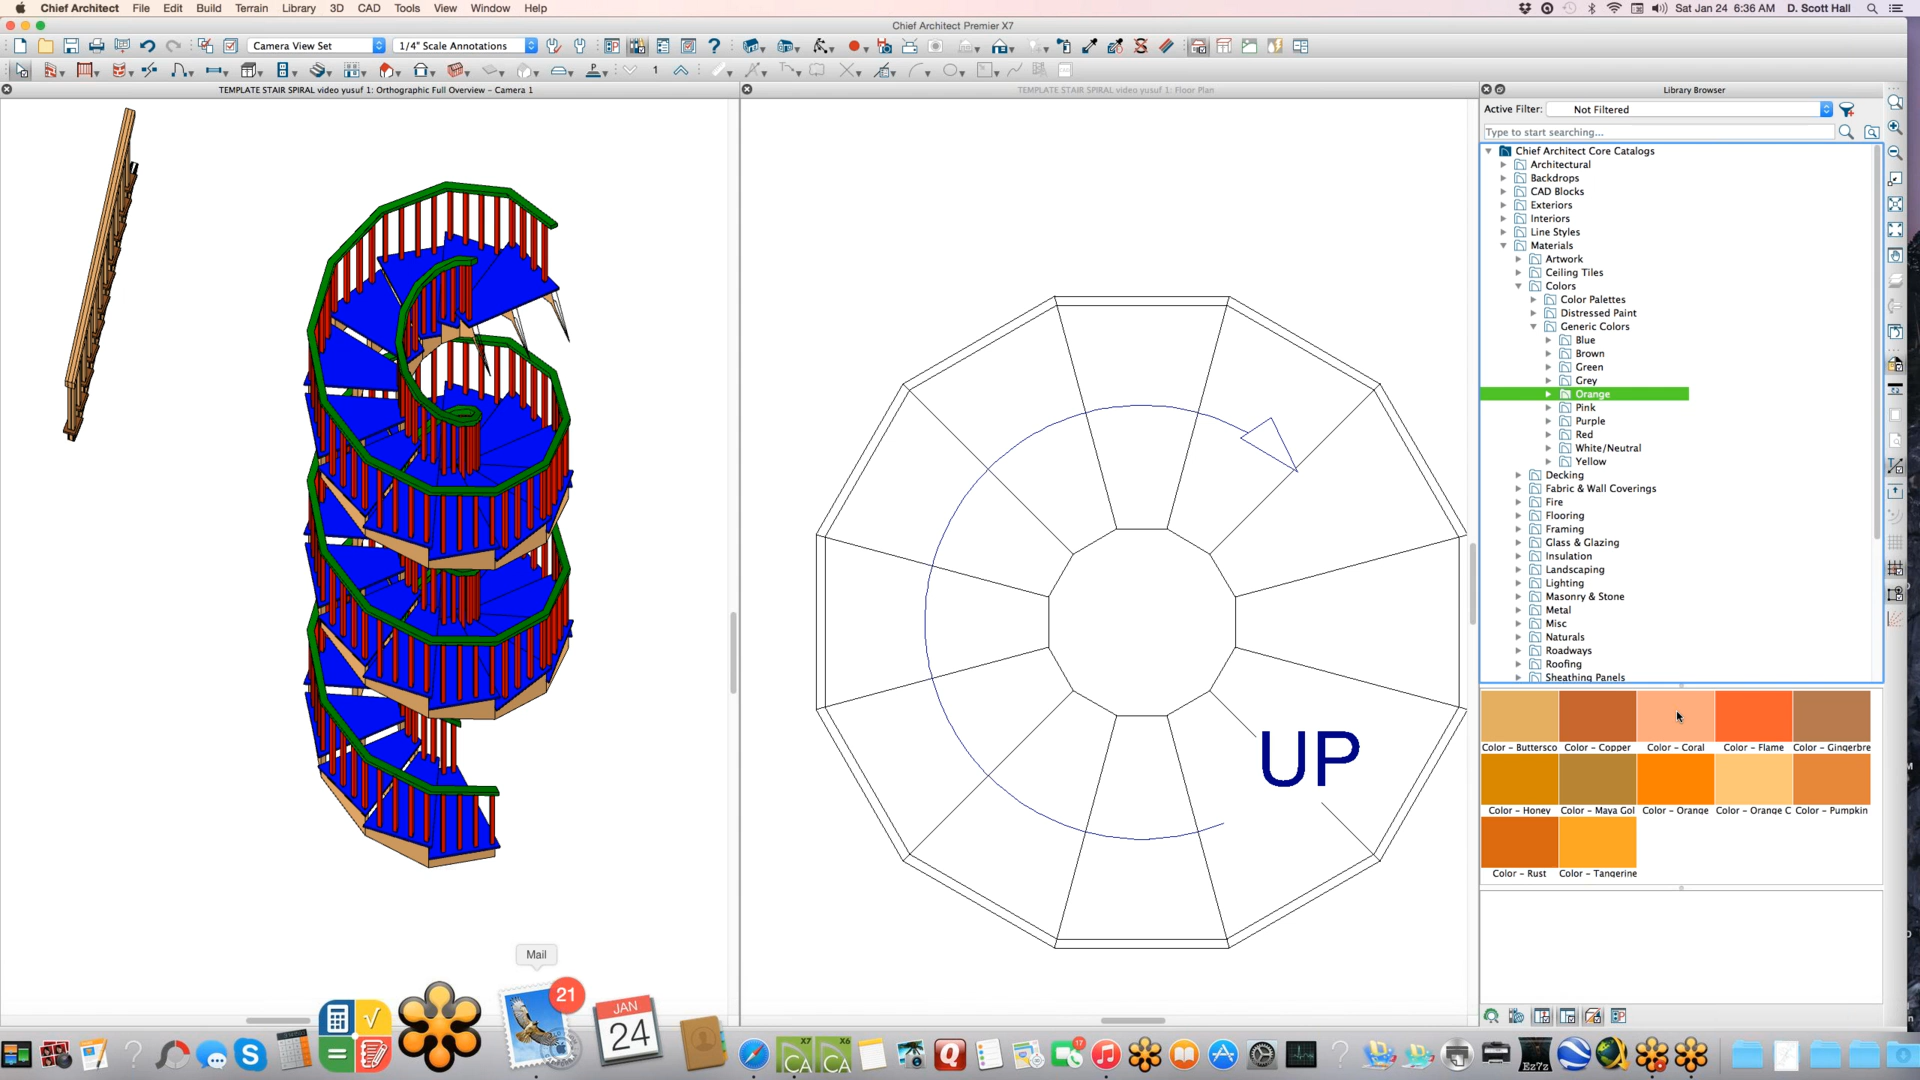 Chief Architect File Edit Build Terrain Library 3D CAD Tools View Window Help
Sat Jan 24 6:36 AM D. Scott Hall
Chief Architect Premier X7
Camera View Set
1/4" Scale Annotations
1
TEMPLATE STAIR SPIRAL video yusuf 1: Orthographic Full Overview - Camera 1
TEMPLATE STAIR SPIRAL video yusuf 1: Floor Plan
Library Browser
Active Filter: Not Filtered
Type to start searching...
Chief Architect Core Catalogs
Architectural
Backdrops
CAD Blocks
Exteriors
Interiors
Line Styles
Materials
Artwork
Ceiling Tiles
Colors
Color Palettes
Distressed Paint
Generic Colors
Blue
Brown
Green
Grey
Orange
Pink
Purple
Red
White/Neutral
Yellow
Decking
Fabric & Wall Coverings
Fire
Flooring
Framing
Glass & Glazing
Insulation
Landscaping
Lighting
Masonry & Stone
Metal
Misc
Naturals
Roadways
Roofing
Sheathing Panels
Color - Buttersco
Color - Copper
Color - Coral
Color - Flame
Color - Gingerbre
Color - Honey
Color - Maya Gol
Color - Orange
Color - Orange C
Color - Pumpkin
Color - Rust
Color - Tangerine
UP
Mail
21
JAN
24
X7
CA
X6
CA
17
Ez7z